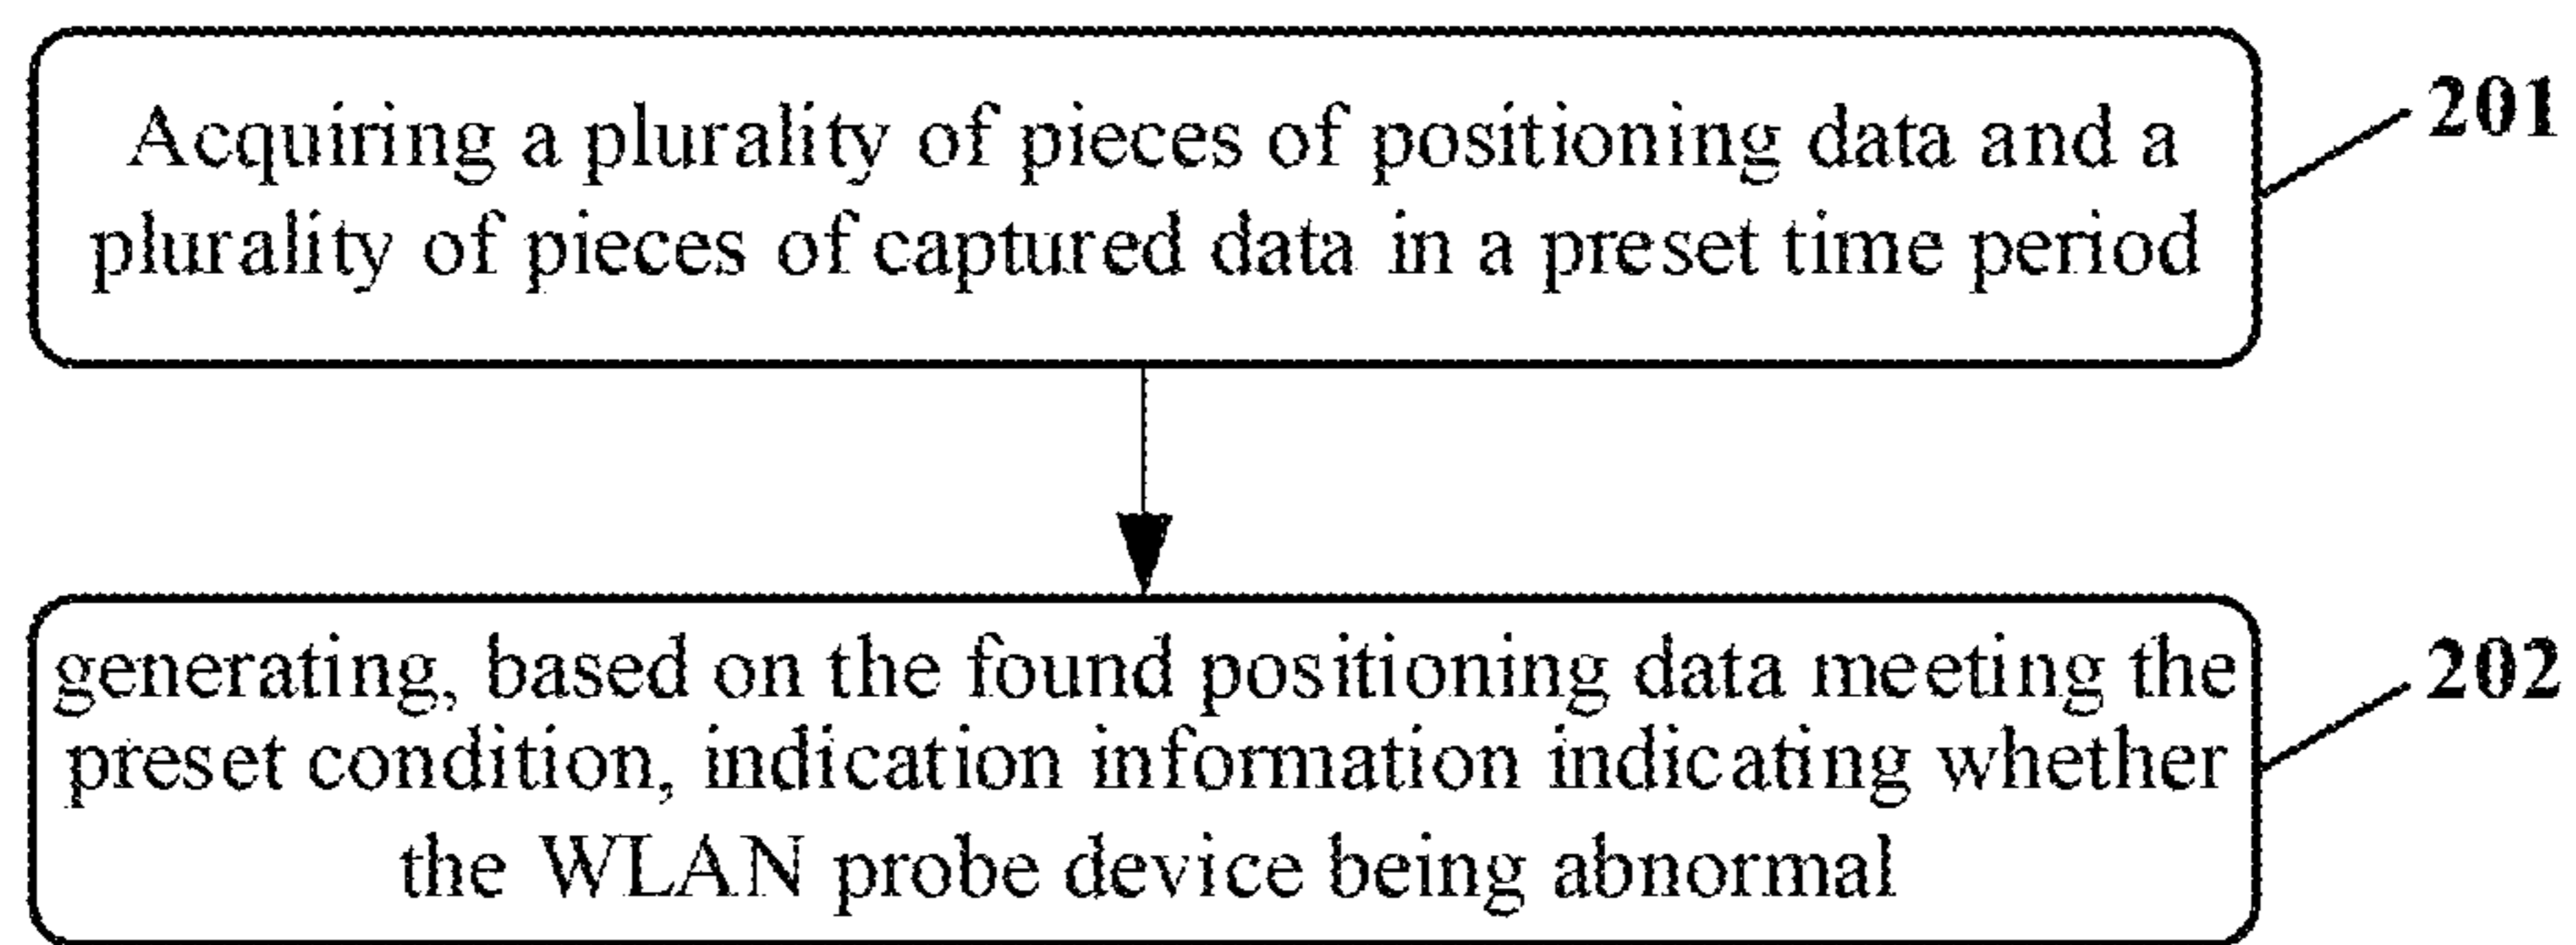 Acquiring a plurality of pieces of positioning data and a
plurality of pieces of captured data in a preset time period
201
generating, based on the found positioning data meeting the
preset condition, indication information indicating whether
the WLAN probe device being abnormal
202